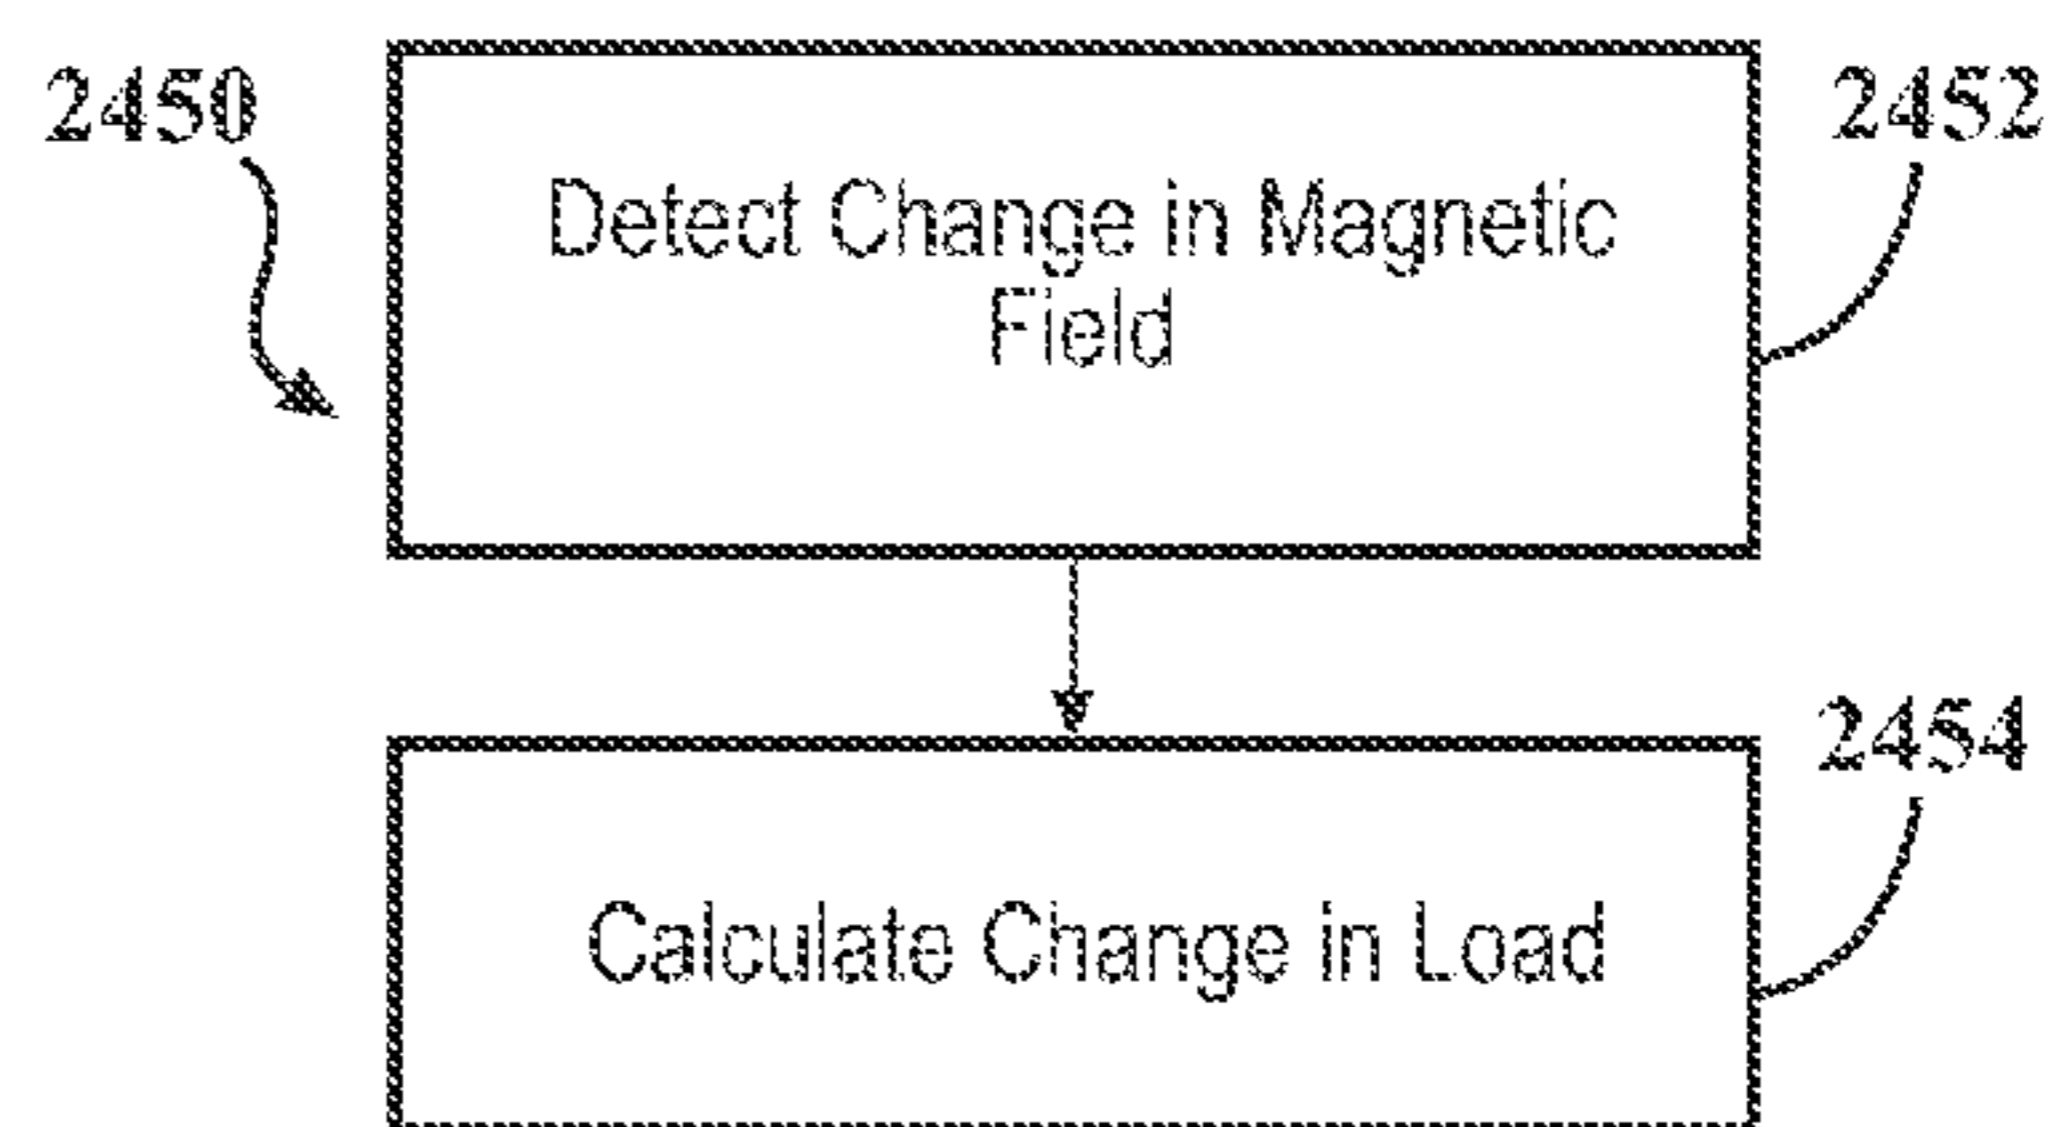 2450
2452
Detect Change in Magnetic
Field
2454
Calculate Change in Load